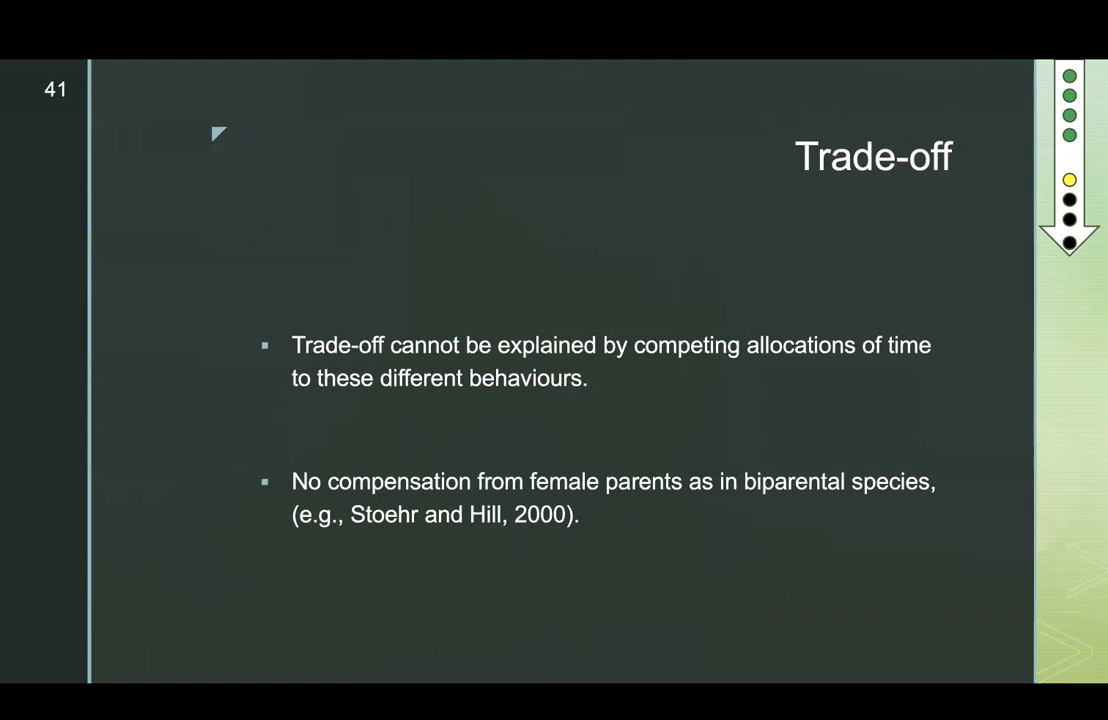 41
Trade-off
Trade-off cannot be explained by competing allocations of time
to these different behaviours.
No compensation from female parents as in biparental species,
(e.g., Stoehr and Hill, 2000).